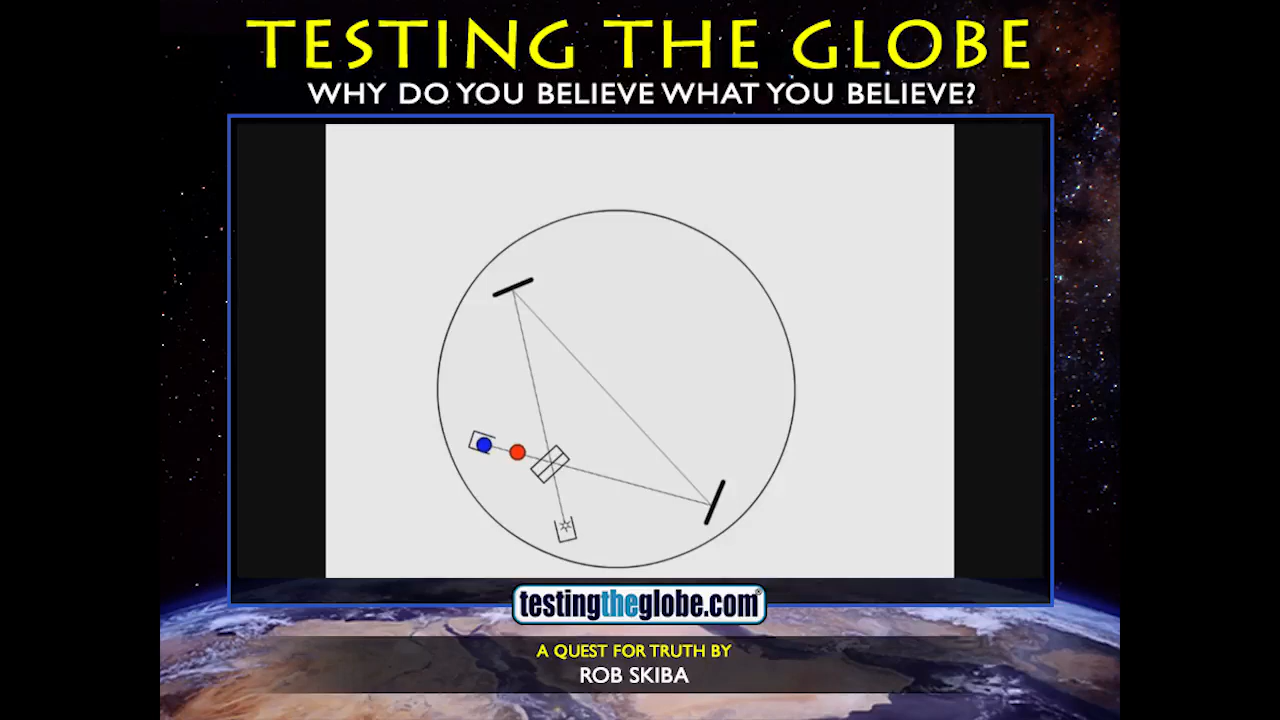 TESTING THE GLOBE
WHY DO YOU BELIEVE WHAT YOU BELIEVE?
testingtheglobe.com®
A QUEST FOR TRUTH BY
ROB SKIBA